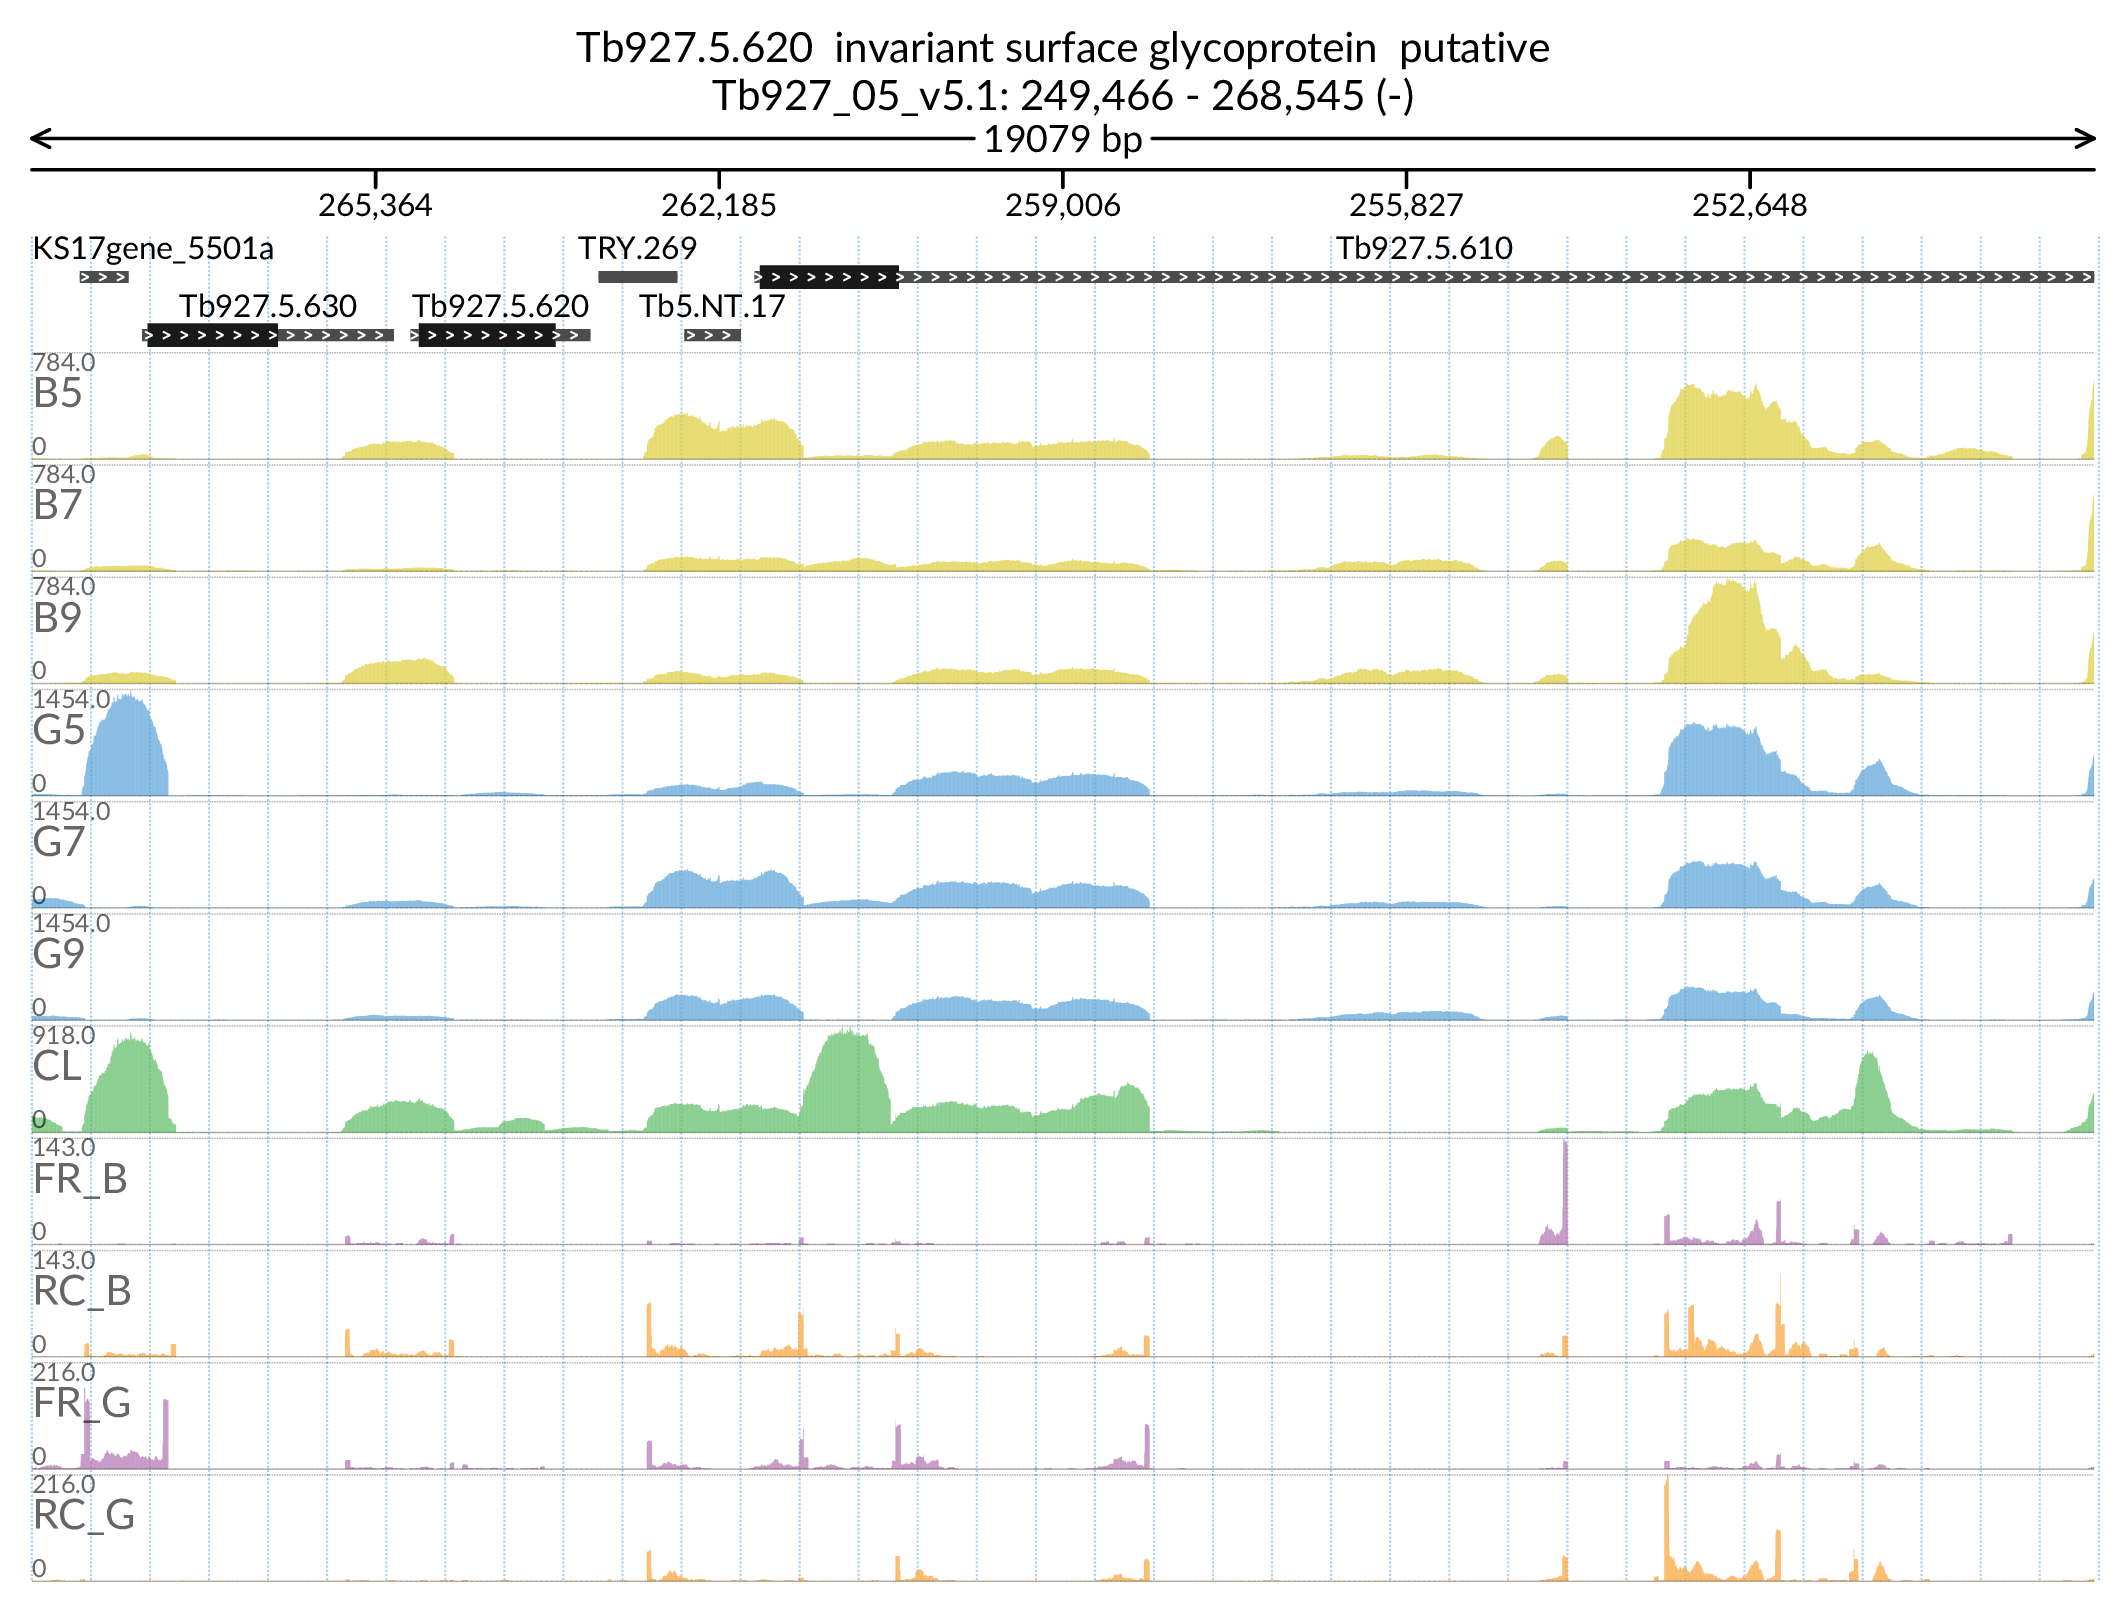 Tb927.5.620  invariant surface glycoprotein  putative
Tb927_05_v5.1: 249,466 - 268,545 (-)
19079 bp
265,364 262,185 259,006 255,827 252,648
KS17gene_5501a TRY.269 Tb927.5.610
Tb927.5.630 Tb927.5.620 Tb5.NT.17
784.0
B5
0
784.0
B7
0
784.0
B9
0
1454.0
G5
0
1454.0
G7
0
1454.0
G9
0
918.0
CL
0
143.0
FR_B
0
143.0
RC_B
0
216.0
FR_G
0
216.0
RC_G
0